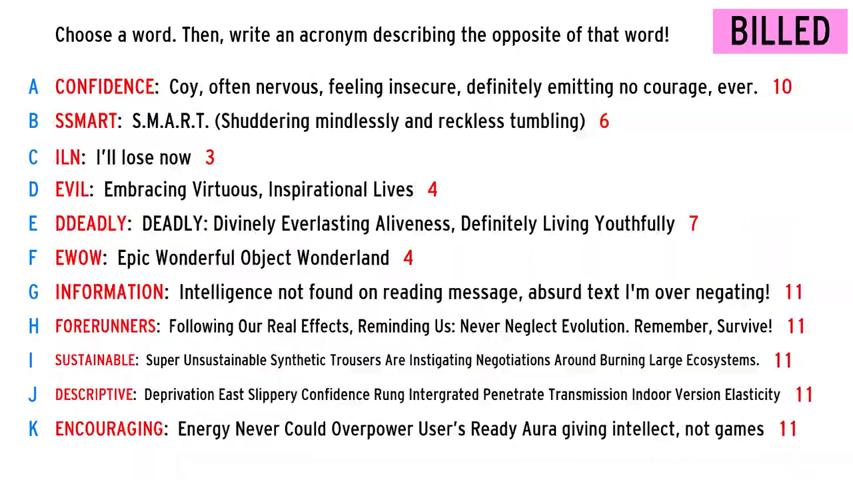 Choose a word. Then, write an acronym describing the opposite of that word!
BILLED
A CONFIDENCE: Coy, often nervous, feeling insecure, definitely emitting no courage, ever. 10
B SSMART: S.M.A.R.T. (Shuddering mindlessly and reckless tumbling) 6
C ILN: I'll lose now 3
D EVIL: Embracing Virtuous, Inspirational Lives 4
E DDEADLY: DEADLY: Divinely Everlasting Aliveness, Definitely Living Youthfully 7
F EWOW: Epic Wonderful Object Wonderland 4
G INFORMATION: Intelligence not found on reading message, absurd text I'm over negating! 11
H FORERUNNERS: Following Our Real Effects, Reminding Us: Never Neglect Evolution. Remember, Survive! 11
I SUSTAINABLE: Super Unsustainable Synthetic Trousers Are Instigating Negotiations Around Burning Large Ecosystems. 11
J DESCRIPTIVE: Deprivation East Slippery Confidence Rung Intergrated Penetrate Transmission Indoor Version Elasticity 11
K ENCOURAGING: Energy Never Could Overpower User's Ready Aura giving intellect, not games 11